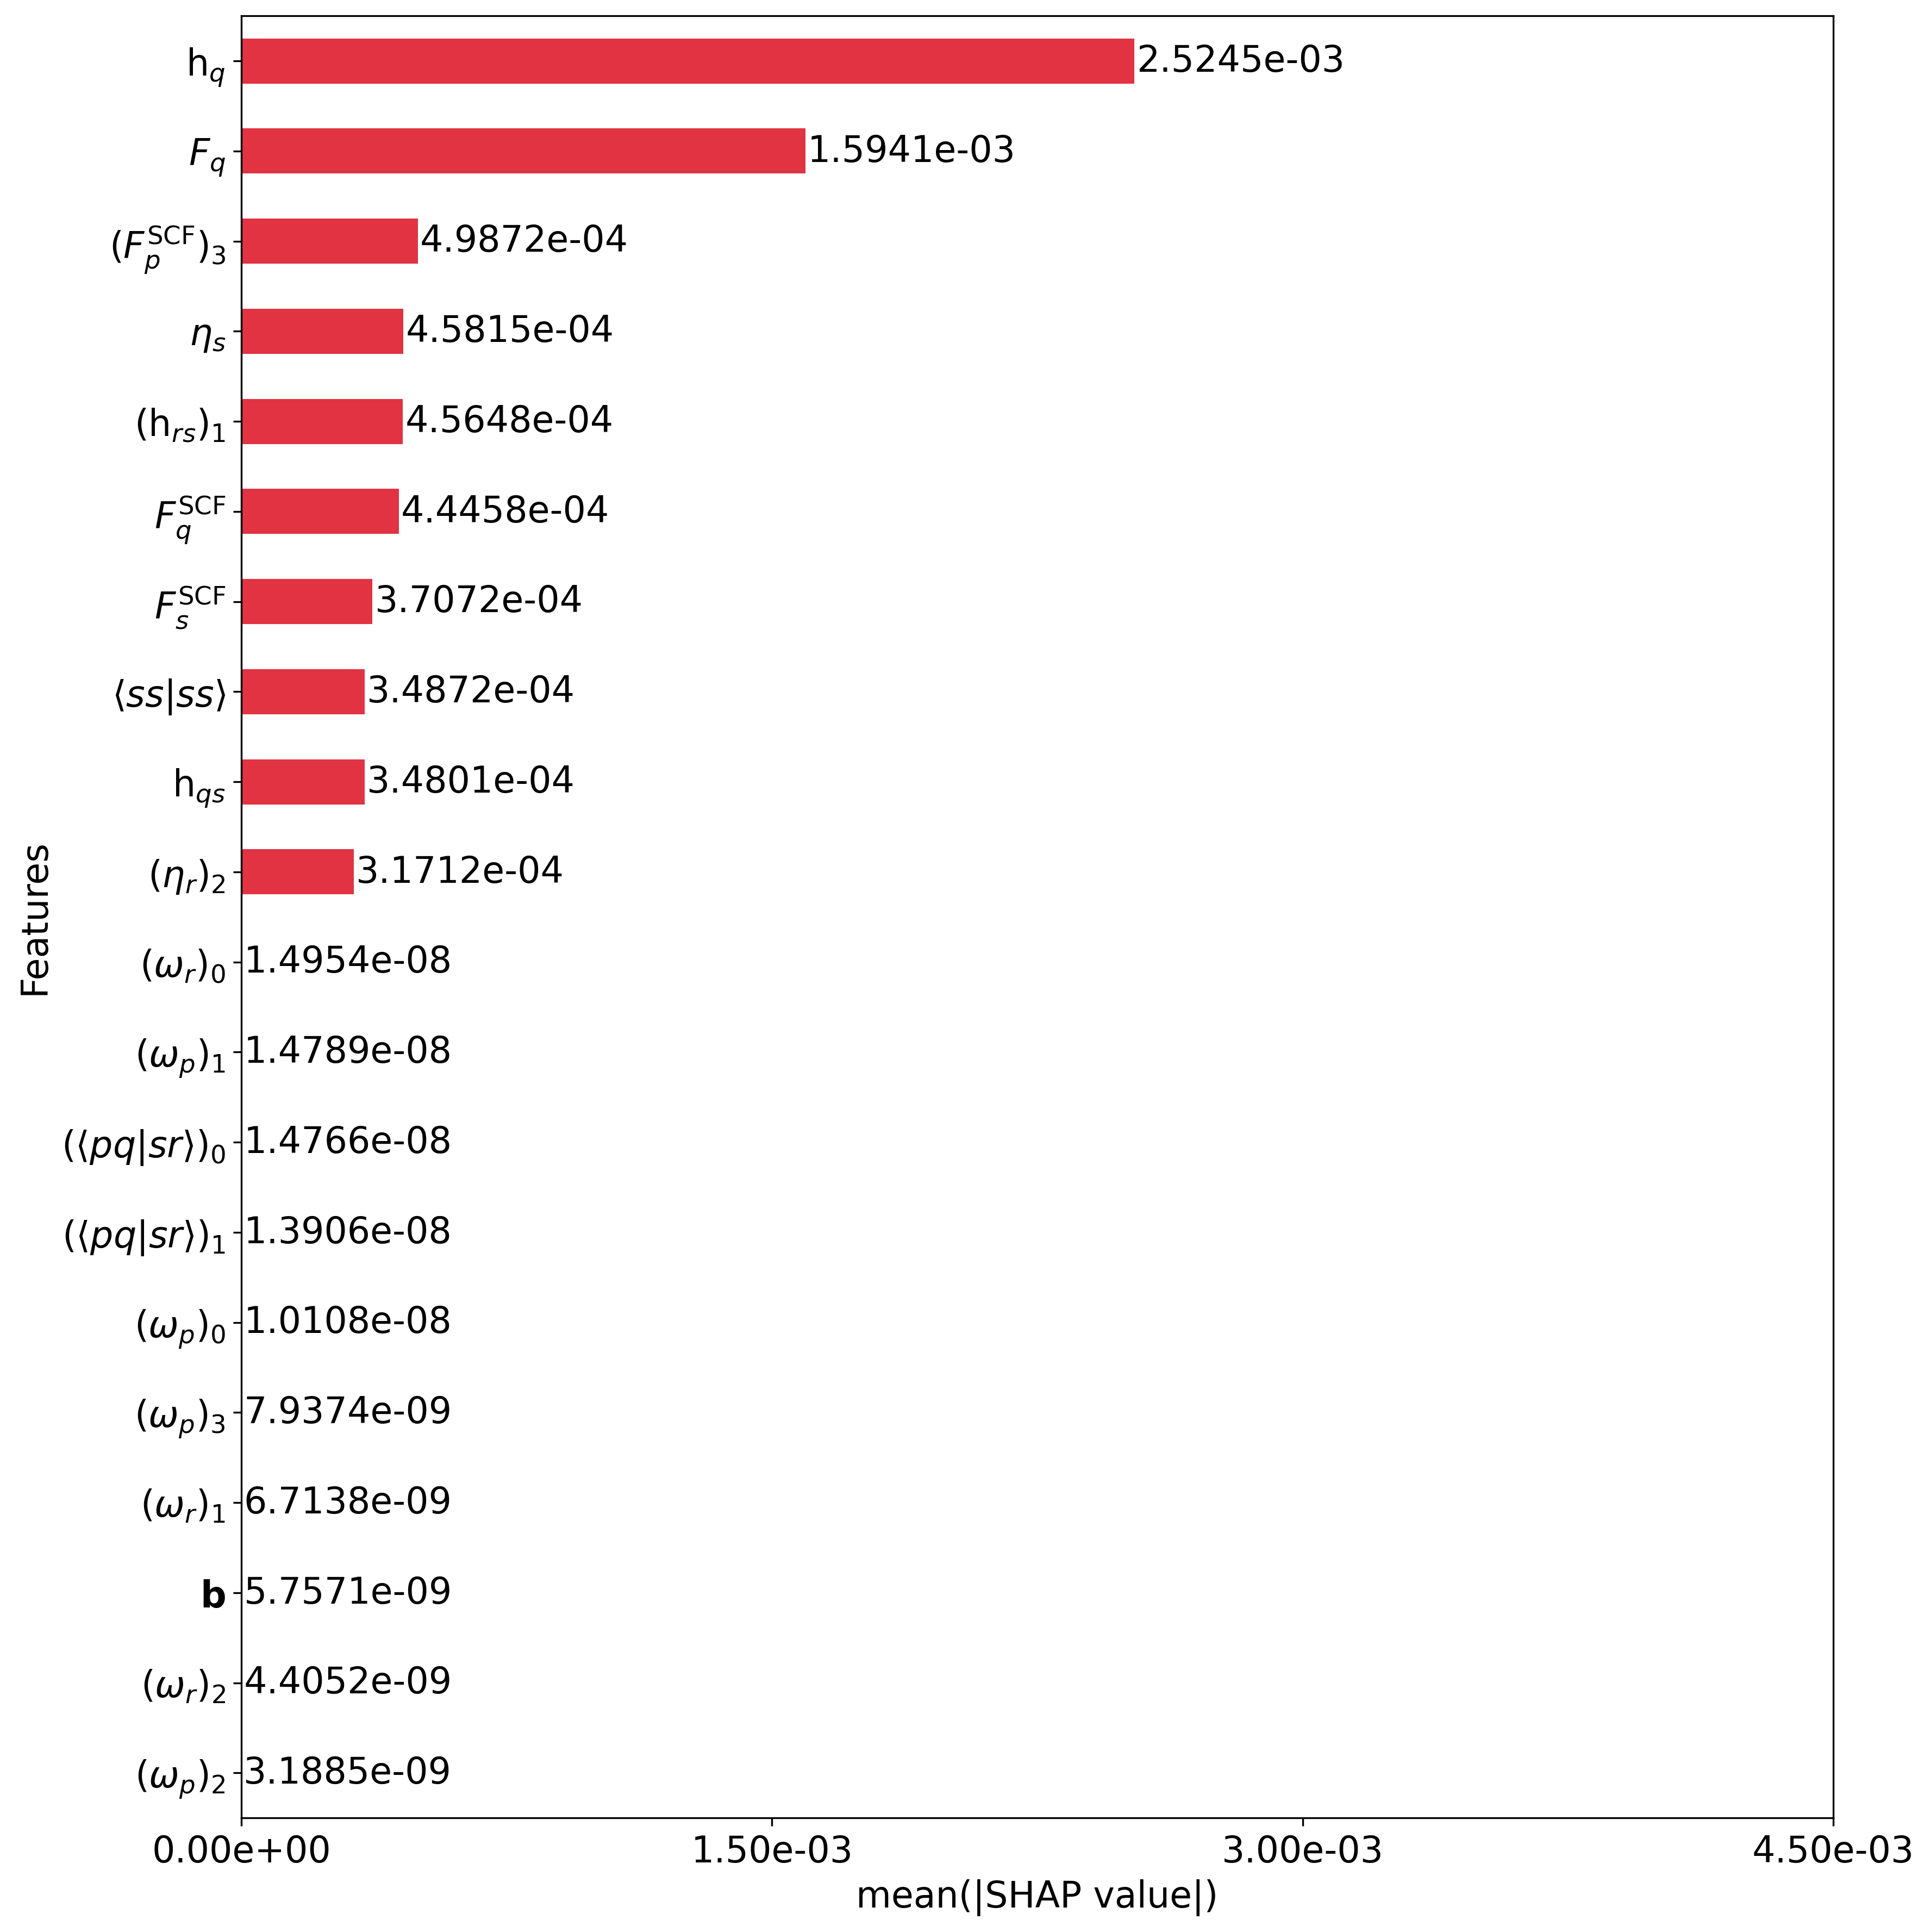 h_q 2.5245e-03
F_q 1.5941e-03
(F_p^SCF)_3 4.9872e-04
η_s 4.5815e-04
(h_rs)_1 4.5648e-04
F_q^SCF 4.4458e-04
F_s^SCF 3.7072e-04
⟨ss|ss⟩ 3.4872e-04
h_qs 3.4801e-04
(η_r)_2 3.1712e-04
(ω_r)_0 1.4954e-08
(ω_p)_1 1.4789e-08
(⟨pq|sr⟩)_0 1.4766e-08
(⟨pq|sr⟩)_1 1.3906e-08
(ω_p)_0 1.0108e-08
(ω_p)_3 7.9374e-09
(ω_r)_1 6.7138e-09
b 5.7571e-09
(ω_r)_2 4.4052e-09
(ω_p)_2 3.1885e-09
Features
0.00e+00 1.50e-03 3.00e-03 4.50e-03
mean(|SHAP value|)